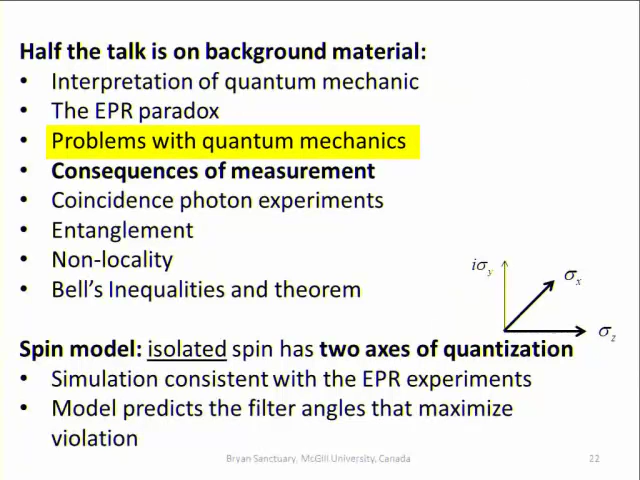 Half the talk is on background material:
• Interpretation of quantum mechanic
• The EPR paradox
• Problems with quantum mechanics
• Consequences of measurement
• Coincidence photon experiments
• Entanglement
• Non-locality
• Bell's Inequalities and theorem
iσy
σx
σz
Spin model: isolated spin has two axes of quantization
• Simulation consistent with the EPR experiments
• Model predicts the filter angles that maximize
violation
Bryan Sanctuary, McGill University, Canada
22